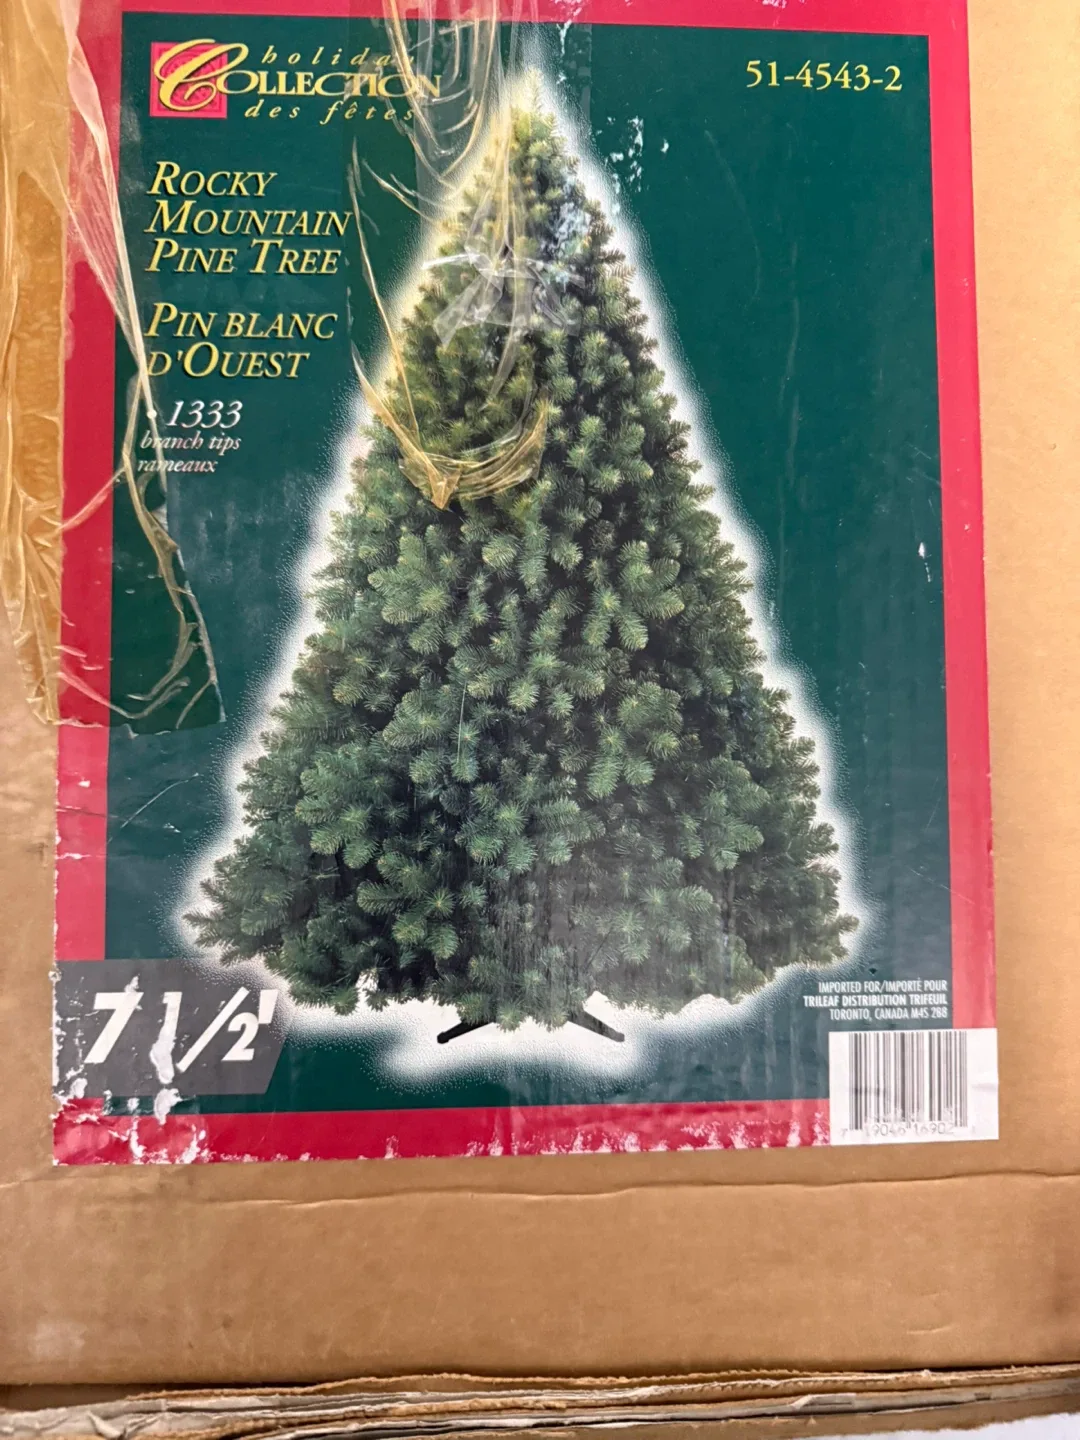 holiday
COLLECTION
des fêtes
51-4543-2
ROCKY
MOUNTAIN
PINE TREE
PIN BLANC
D'OUEST
• 1333
branch tips
rameaux
7 1/2'
IMPORTED FOR/IMPORTÉ POUR
TRILEAF DISTRIBUTION TRIFEUIL
TORONTO, CANADA M4S 2B8